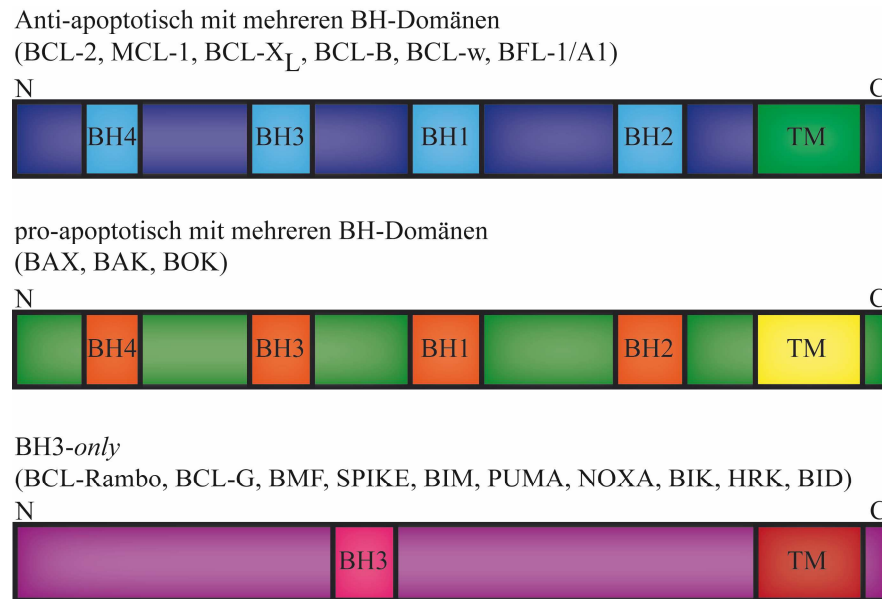 Anti-apoptotisch mit mehreren BH-Domänen
(BCL-2, MCL-1, BCL-XL, BCL-B, BCL-w, BFL-1/A1)
N C
BH4 BH3 BH1 BH2 TM
pro-apoptotisch mit mehreren BH-Domänen
(BAX, BAK, BOK)
N C
BH4 BH3 BH1 BH2 TM
BH3-only
(BCL-Rambo, BCL-G, BMF, SPIKE, BIM, PUMA, NOXA, BIK, HRK, BID)
N C
BH3 TM